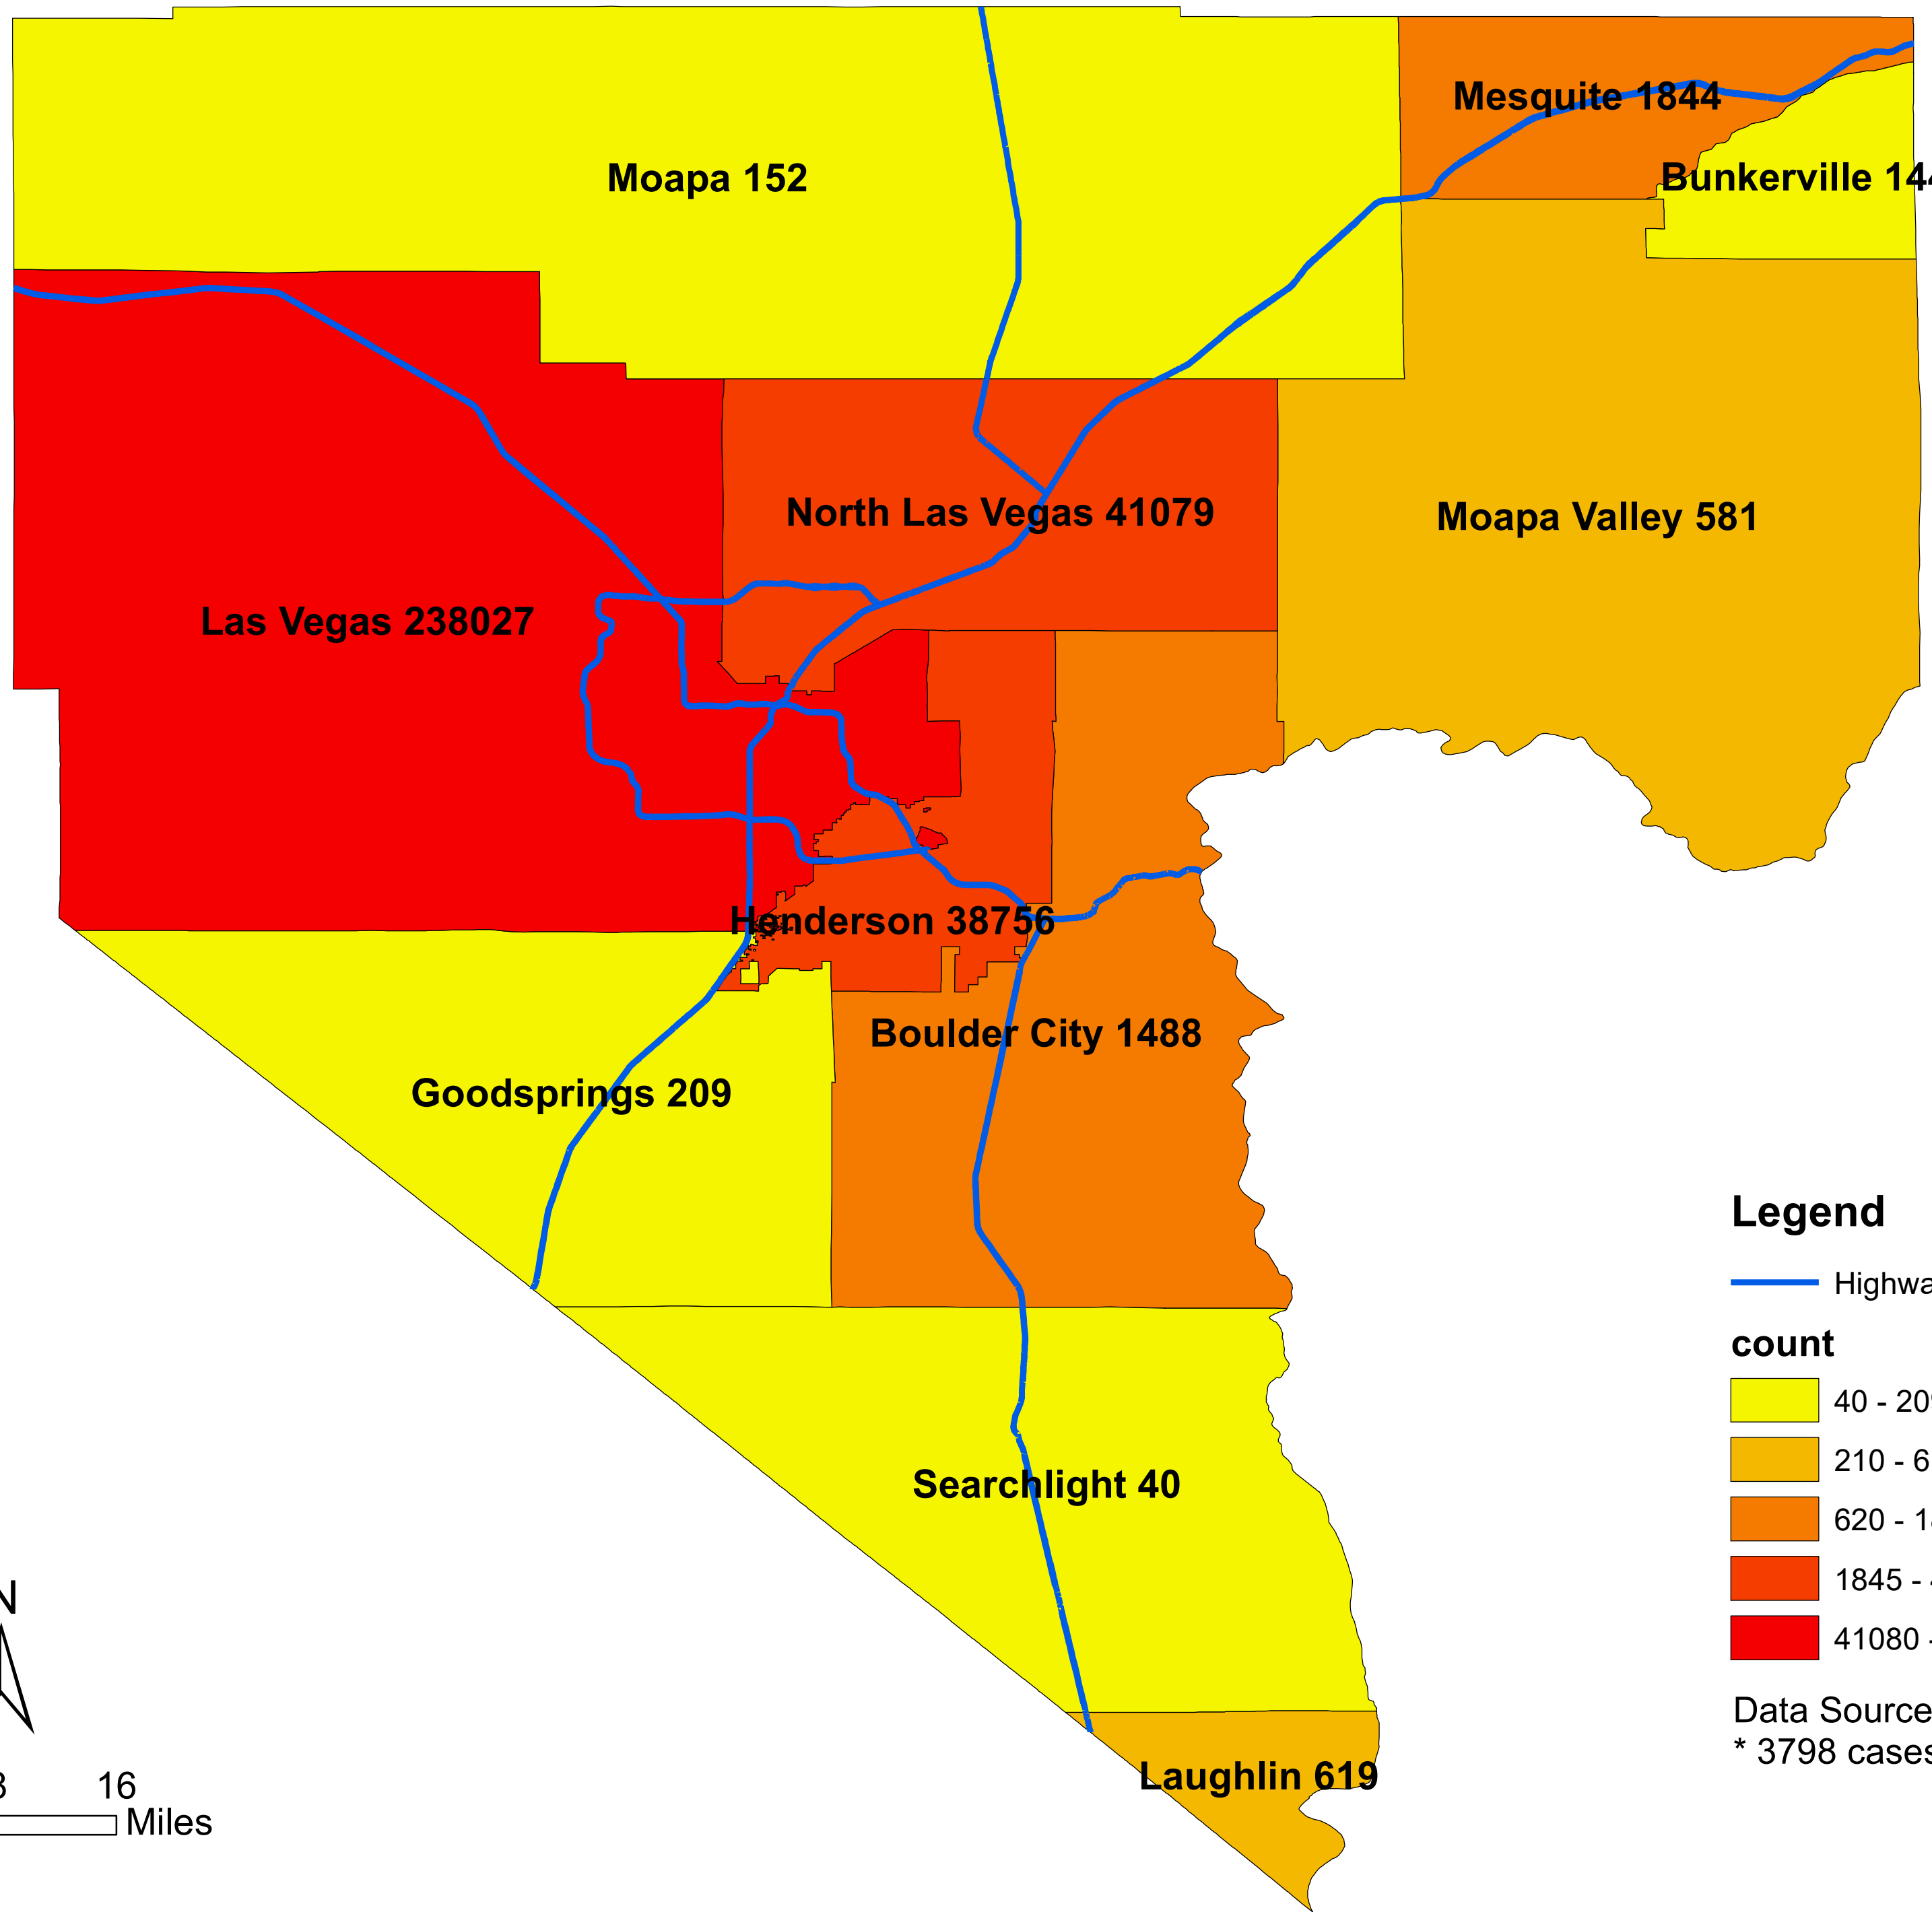 Mesquite 1844
Moapa 152
Bunkerville 144
North Las Vegas 41079
Moapa Valley 581
Las Vegas 238027
Henderson 38756
Boulder City 1488
Goodsprings 209
Searchlight 40
Laughlin 619
Legend
count
40 - 20
210 - 6
620 - 1
1845 -
41080 -
Data Source
* 3798 cases
N
16
Miles